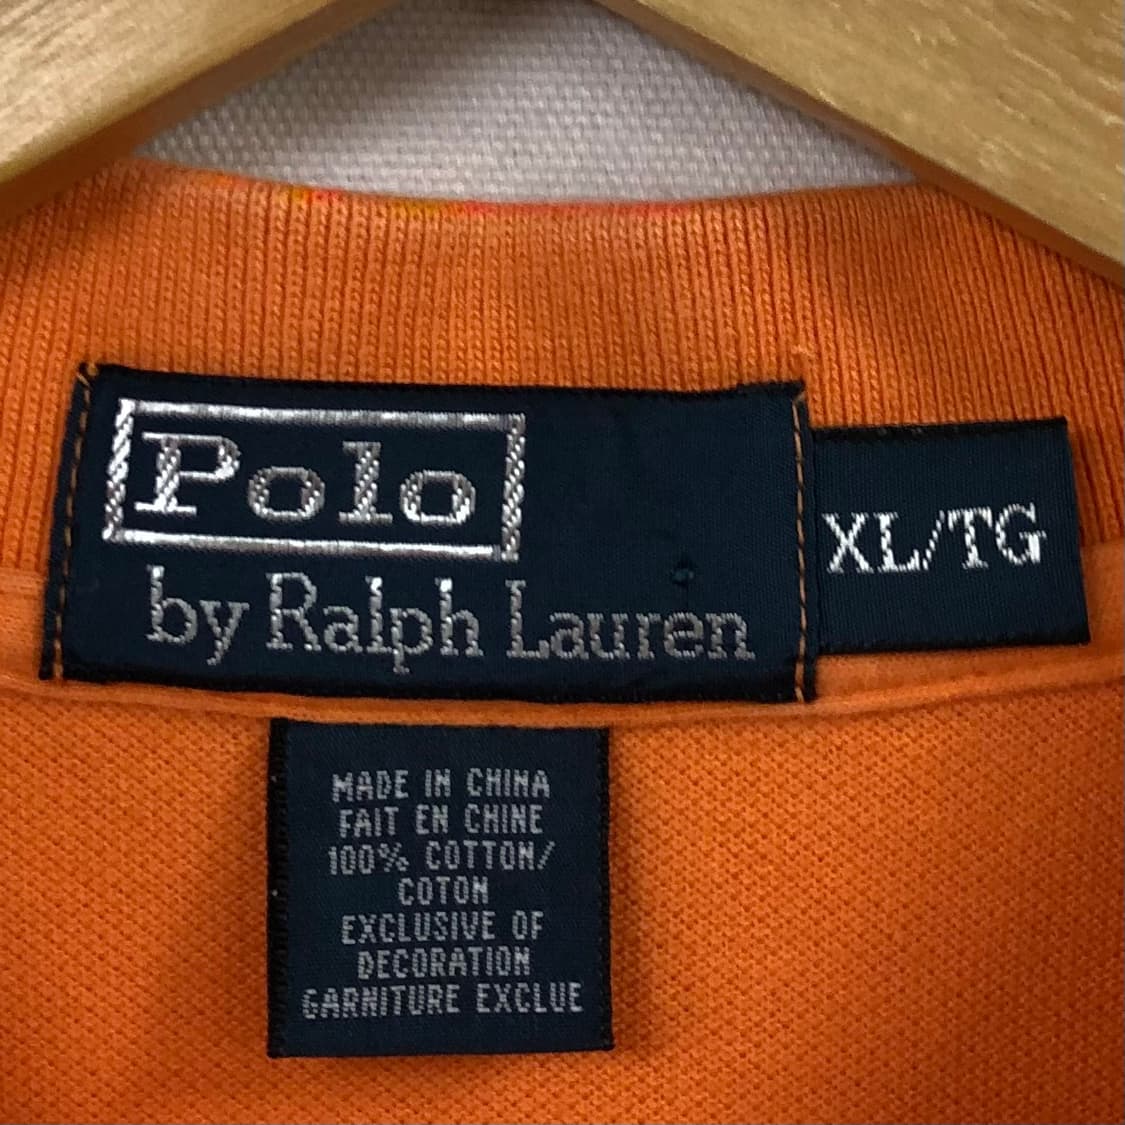 Polo
by Ralph Lauren
XL/TG
MADE IN CHINA
FAIT EN CHINE
100% COTTON/
COTON
EXCLUSIVE OF
DECORATION
GARNITURE EXCLUE